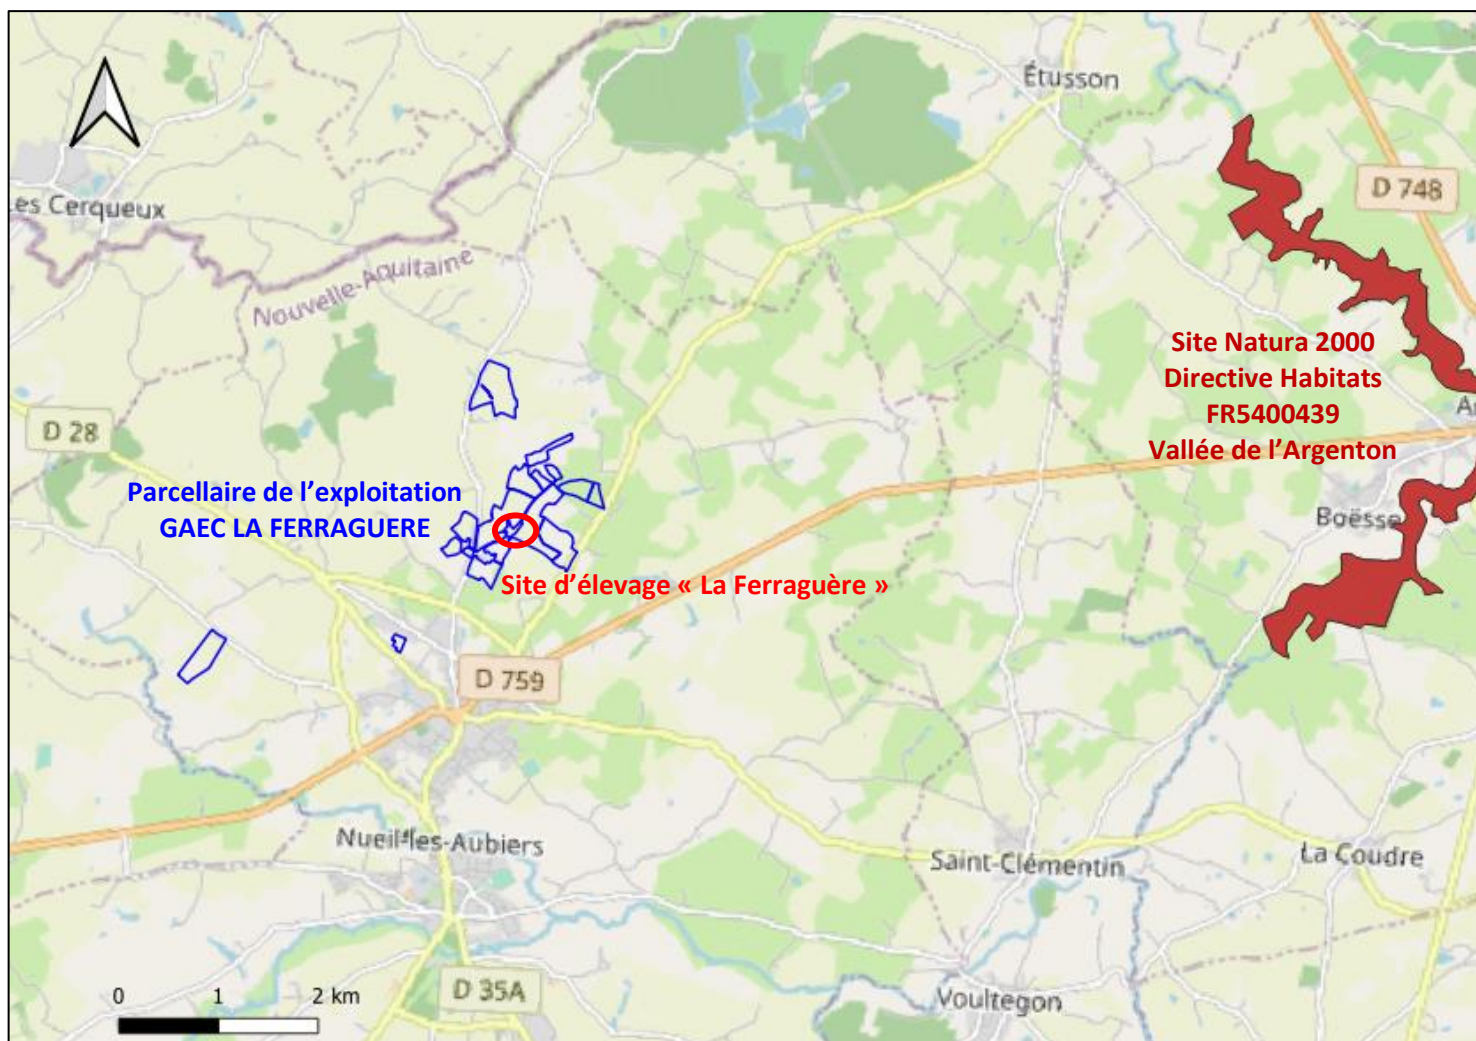 Étusson
D 748
es Cerqueux
Nouvelle-Aquitaine
Site Natura 2000
Directive Habitats
FR5400439
Vallée de l’Argenton
D 28
Parcellaire de l’exploitation
GAEC LA FERRAGUERE
Boësse
Site d’élevage « La Ferraguère »
D 759
Nueil-les-Aubiers
Saint-Clémentin
La Coudre
0 1 2 km
D 35A
Voultegon